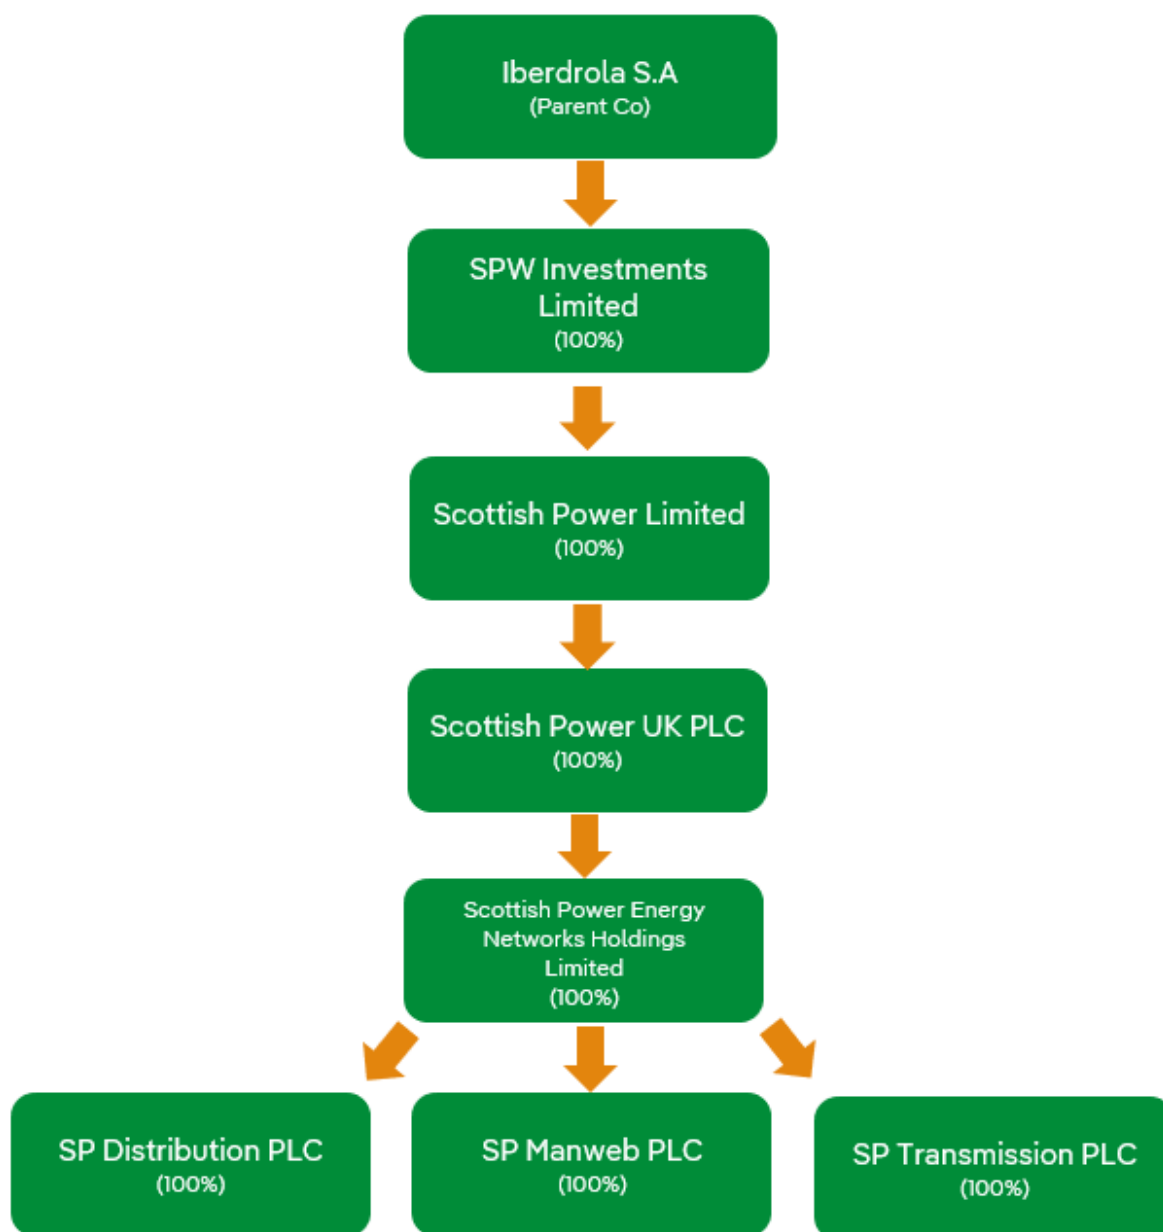 Iberdrola S.A
(Parent Co)
SPW Investments
Limited
(100%)
Scottish Power Limited
(100%)
Scottish Power UK PLC
(100%)
Scottish Power Energy
Networks Holdings
Limited
(100%)
SP Distribution PLC
(100%)
SP Manweb PLC
(100%)
SP Transmission PLC
(100%)